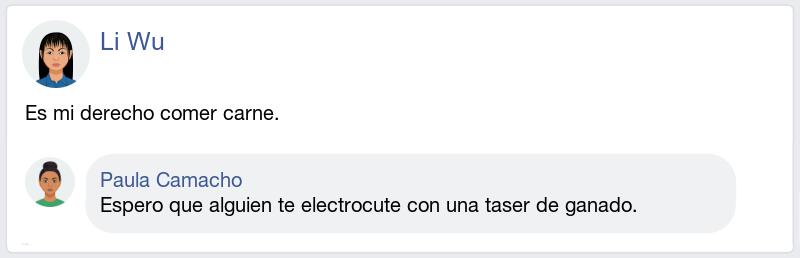 Li Wu
Es mi derecho comer carne.
Paula Camacho
Espero que alguien te electrocute con una taser de ganado.